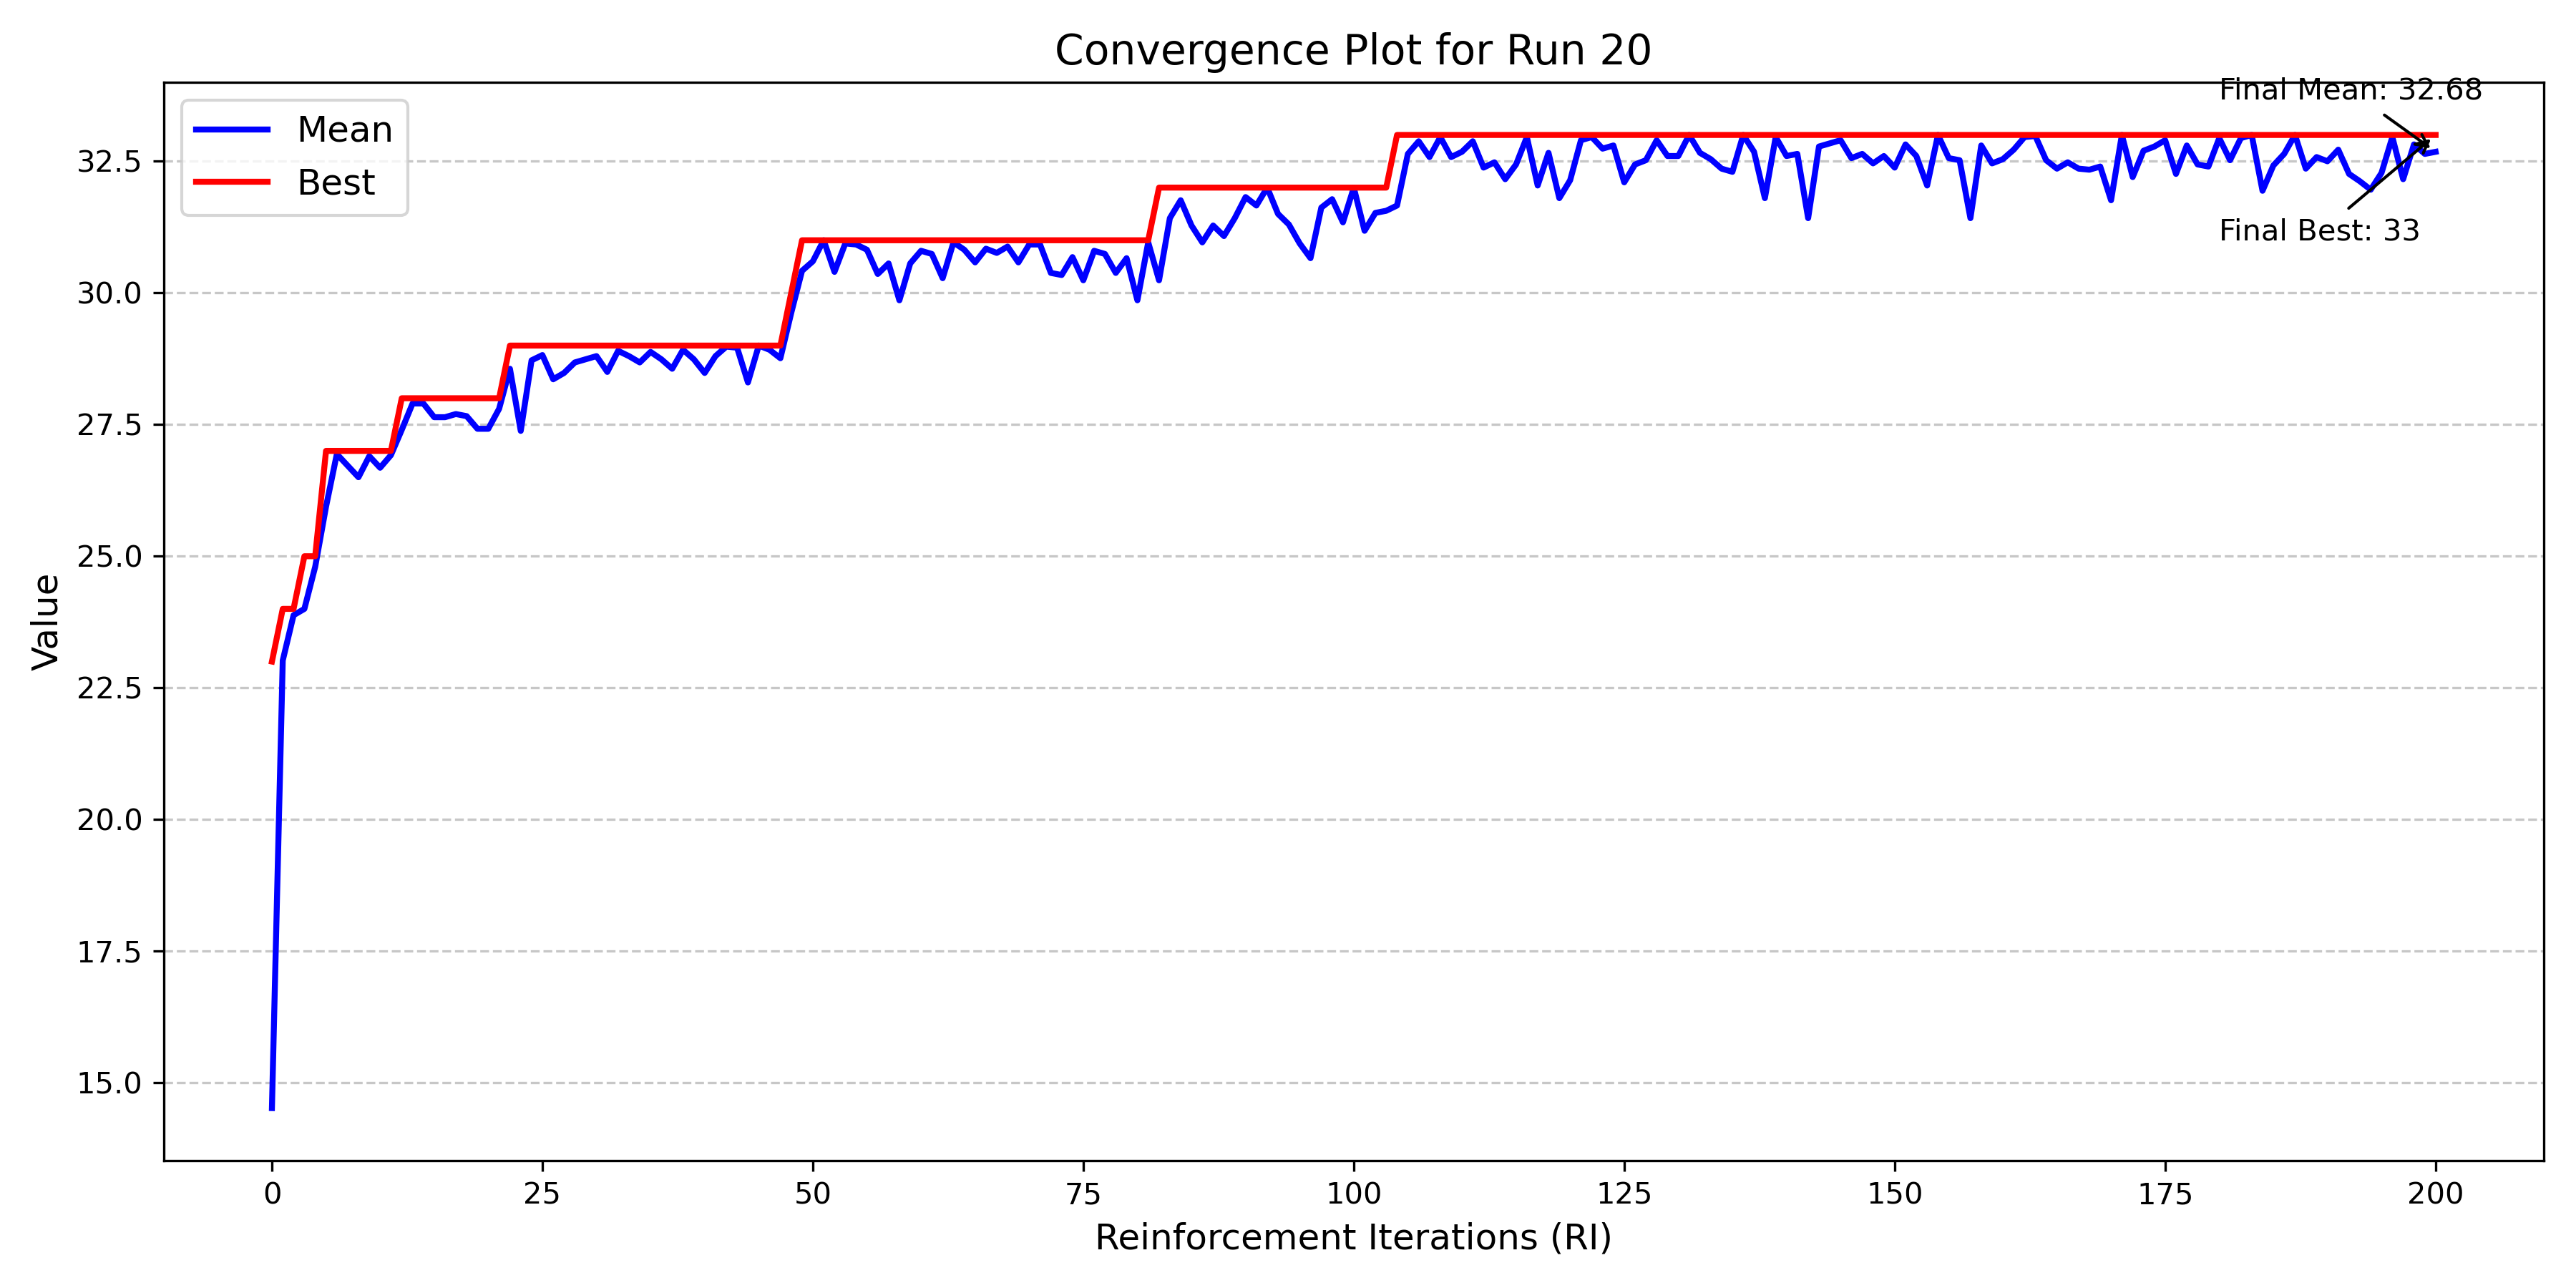 Convergence Plot for Run 20
Final Mean: 32.68
Mean
Best
Final Best: 33
32.5
30.0
27.5
25.0
22.5
20.0
17.5
15.0
Value
0 25 50 75 100 125 150 175 200
Reinforcement Iterations (RI)